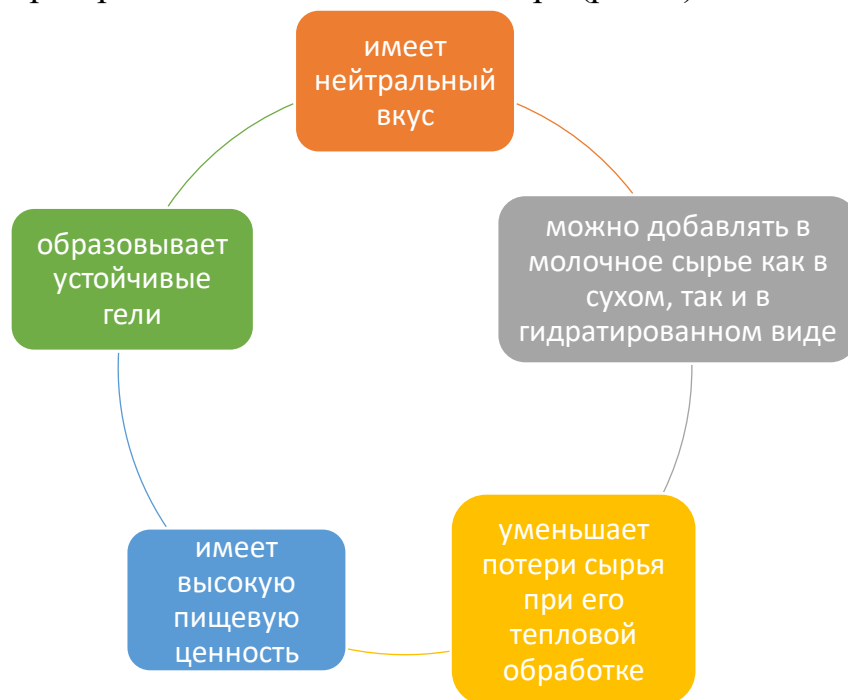 имеет
нейтральный
вкус
можно добавлять в
молочное сырье как в
сухом, так и в
гидратированном виде
уменьшает
потери сырья
при его
тепловой
обработке
имеет
высокую
пищевую
ценность
образовывает
устойчивые
гели